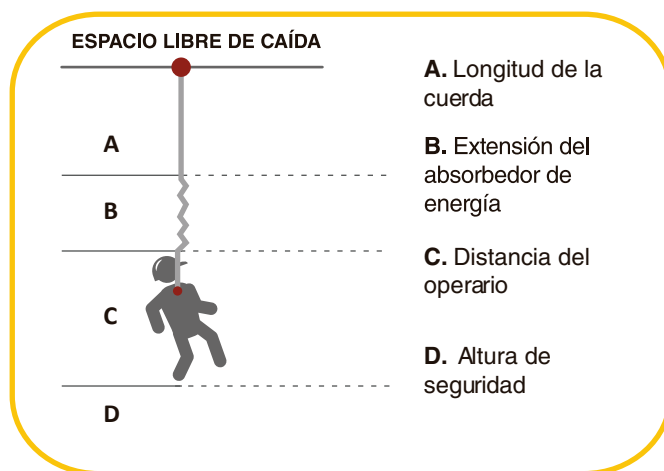 ESPACIO LIBRE DE CAÍDA
A
B
C
D
A. Longitud de la
cuerda
B. Extensión del
absorbedor de
energía
C. Distancia del
operario
D. Altura de
seguridad